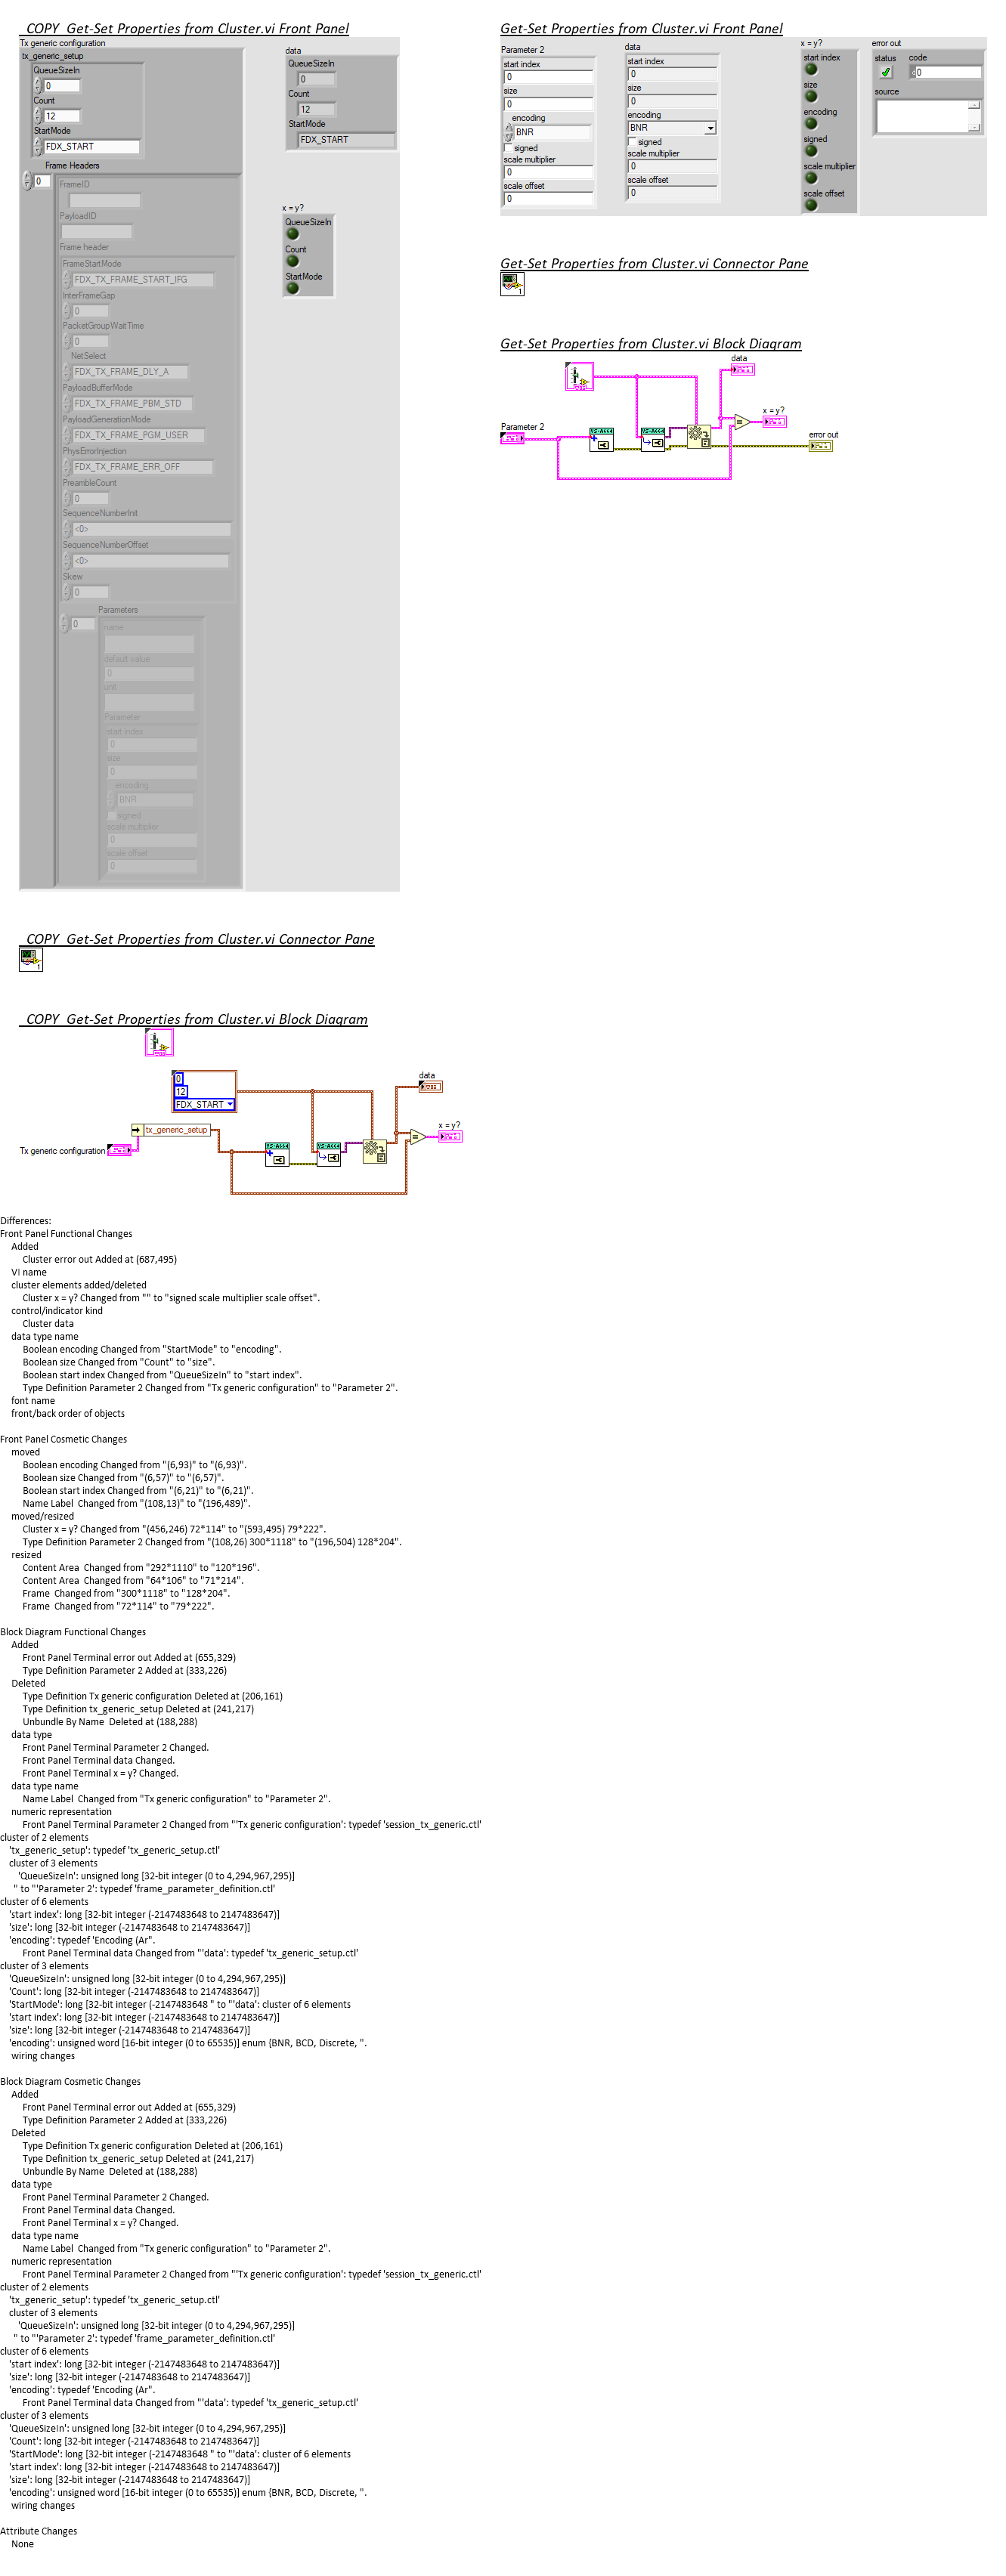 _COPY_Get-Set Properties from Cluster.vi Front Panel
Tx generic configuration
tx_generic_setup
QueueSizeIn
0
Count
12
StartMode
FDX_START
Frame Headers
0
FrameID
PayloadID
Frame header
FrameStartMode
FDX_TX_FRAME_START_IFG
InterFrameGap
0
PacketGroupWaitTime
0
NetSelect
FDX_TX_FRAME_DLY_A
PayloadBufferMode
FDX_TX_FRAME_PBM_STD
PayloadGenerationMode
FDX_TX_FRAME_PGM_USER
PhysErrorInjection
FDX_TX_FRAME_ERR_OFF
PreambleCount
0
SequenceNumberInit
<0>
SequenceNumberOffset
<0>
Skew
0
Parameters
0
name
default value
0
unit
Parameter
start index
0
size
0
encoding
BNR
signed
scale multiplier
0
scale offset
0
data
QueueSizeIn
0
Count
12
StartMode
FDX_START
x = y?
QueueSizeIn
Count
StartMode
Get-Set Properties from Cluster.vi Front Panel
Parameter 2
start index
0
size
0
encoding
BNR
signed
scale multiplier
0
scale offset
0
data
start index
0
size
0
encoding
BNR
signed
scale multiplier
0
scale offset
0
x = y?
start index
size
encoding
signed
scale multiplier
scale offset
error out
status
code
0
source
Get-Set Properties from Cluster.vi Connector Pane
1
Get-Set Properties from Cluster.vi Block Diagram
data
x = y?
Parameter 2
error out
_COPY_Get-Set Properties from Cluster.vi Connector Pane
1
_COPY_Get-Set Properties from Cluster.vi Block Diagram
0
12
FDX_START
data
tx_generic_setup
x = y?
Tx generic configuration
Differences:
Front Panel Functional Changes
Added
Cluster error out Added at (687,495)
VI name
cluster elements added/deleted
Cluster x = y? Changed from "" to "signed scale multiplier scale offset".
control/indicator kind
Cluster data
data type name
Boolean encoding Changed from "StartMode" to "encoding".
Boolean size Changed from "Count" to "size".
Boolean start index Changed from "QueueSizeIn" to "start index".
Type Definition Parameter 2 Changed from "Tx generic configuration" to "Parameter 2".
font name
front/back order of objects
Front Panel Cosmetic Changes
moved
Boolean encoding Changed from "(6,93)" to "(6,93)".
Boolean size Changed from "(6,57)" to "(6,57)".
Boolean start index Changed from "(6,21)" to "(6,21)".
Name Label  Changed from "(108,13)" to "(196,489)".
moved/resized
Cluster x = y? Changed from "(456,246) 72*114" to "(593,495) 79*222".
Type Definition Parameter 2 Changed from "(108,26) 300*1118" to "(196,504) 128*204".
resized
Content Area  Changed from "292*1110" to "120*196".
Content Area  Changed from "64*106" to "71*214".
Frame  Changed from "300*1118" to "128*204".
Frame  Changed from "72*114" to "79*222".
Block Diagram Functional Changes
Added
Front Panel Terminal error out Added at (655,329)
Type Definition Parameter 2 Added at (333,226)
Deleted
Type Definition Tx generic configuration Deleted at (206,161)
Type Definition tx_generic_setup Deleted at (241,217)
Unbundle By Name  Deleted at (188,288)
data type
Front Panel Terminal Parameter 2 Changed.
Front Panel Terminal data Changed.
Front Panel Terminal x = y? Changed.
data type name
Name Label  Changed from "Tx generic configuration" to "Parameter 2".
numeric representation
Front Panel Terminal Parameter 2 Changed from "'Tx generic configuration': typedef 'session_tx_generic.ctl'
cluster of 2 elements
'tx_generic_setup': typedef 'tx_generic_setup.ctl'
cluster of 3 elements
'QueueSizeIn': unsigned long [32-bit integer (0 to 4,294,967,295)]
" to "'Parameter 2': typedef 'frame_parameter_definition.ctl'
cluster of 6 elements
'start index': long [32-bit integer (-2147483648 to 2147483647)]
'size': long [32-bit integer (-2147483648 to 2147483647)]
'encoding': typedef 'Encoding (Ar".
Front Panel Terminal data Changed from "'data': typedef 'tx_generic_setup.ctl'
cluster of 3 elements
'QueueSizeIn': unsigned long [32-bit integer (0 to 4,294,967,295)]
'Count': long [32-bit integer (-2147483648 to 2147483647)]
'StartMode': long [32-bit integer (-2147483648 " to "'data': cluster of 6 elements
'start index': long [32-bit integer (-2147483648 to 2147483647)]
'size': long [32-bit integer (-2147483648 to 2147483647)]
'encoding': unsigned word [16-bit integer (0 to 65535)] enum {BNR, BCD, Discrete, ".
wiring changes
Block Diagram Cosmetic Changes
Added
Front Panel Terminal error out Added at (655,329)
Type Definition Parameter 2 Added at (333,226)
Deleted
Type Definition Tx generic configuration Deleted at (206,161)
Type Definition tx_generic_setup Deleted at (241,217)
Unbundle By Name  Deleted at (188,288)
data type
Front Panel Terminal Parameter 2 Changed.
Front Panel Terminal data Changed.
Front Panel Terminal x = y? Changed.
data type name
Name Label  Changed from "Tx generic configuration" to "Parameter 2".
numeric representation
Front Panel Terminal Parameter 2 Changed from "'Tx generic configuration': typedef 'session_tx_generic.ctl'
cluster of 2 elements
'tx_generic_setup': typedef 'tx_generic_setup.ctl'
cluster of 3 elements
'QueueSizeIn': unsigned long [32-bit integer (0 to 4,294,967,295)]
" to "'Parameter 2': typedef 'frame_parameter_definition.ctl'
cluster of 6 elements
'start index': long [32-bit integer (-2147483648 to 2147483647)]
'size': long [32-bit integer (-2147483648 to 2147483647)]
'encoding': typedef 'Encoding (Ar".
Front Panel Terminal data Changed from "'data': typedef 'tx_generic_setup.ctl'
cluster of 3 elements
'QueueSizeIn': unsigned long [32-bit integer (0 to 4,294,967,295)]
'Count': long [32-bit integer (-2147483648 to 2147483647)]
'StartMode': long [32-bit integer (-2147483648 " to "'data': cluster of 6 elements
'start index': long [32-bit integer (-2147483648 to 2147483647)]
'size': long [32-bit integer (-2147483648 to 2147483647)]
'encoding': unsigned word [16-bit integer (0 to 65535)] enum {BNR, BCD, Discrete, ".
wiring changes
Attribute Changes
None